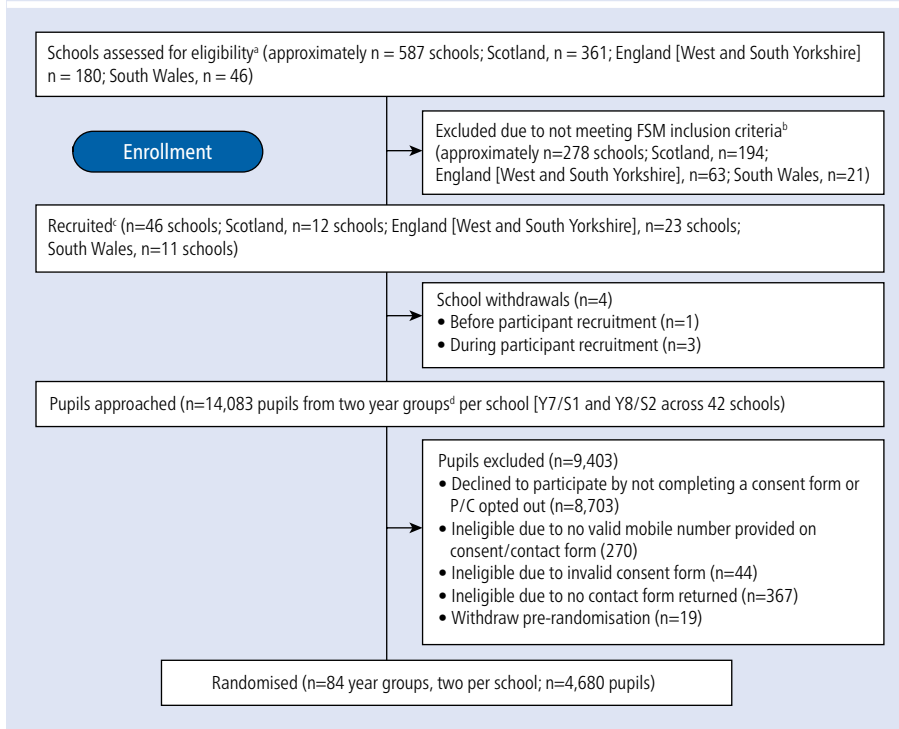 Schools assessed for eligibilityᵃ (approximately n = 587 schools; Scotland, n = 361; England [West and South Yorkshire]
n = 180; South Wales, n = 46)
Enrollment
Excluded due to not meeting FSM inclusion criteriaᵇ
(approximately n=278 schools; Scotland, n=194;
England [West and South Yorkshire], n=63; South Wales, n=21)
Recruitedᶜ (n=46 schools; Scotland, n=12 schools; England [West and South Yorkshire], n=23 schools;
South Wales, n=11 schools)
School withdrawals (n=4)
• Before participant recruitment (n=1)
• During participant recruitment (n=3)
Pupils approached (n=14,083 pupils from two year groupsᵈ per school [Y7/S1 and Y8/S2 across 42 schools)
Pupils excluded (n=9,403)
• Declined to participate by not completing a consent form or
P/C opted out (n=8,703)
• Ineligible due to no valid mobile number provided on
consent/contact form (270)
• Ineligible due to invalid consent form (n=44)
• Ineligible due to no contact form returned (n=367)
• Withdraw pre-randomisation (n=19)
Randomised (n=84 year groups, two per school; n=4,680 pupils)